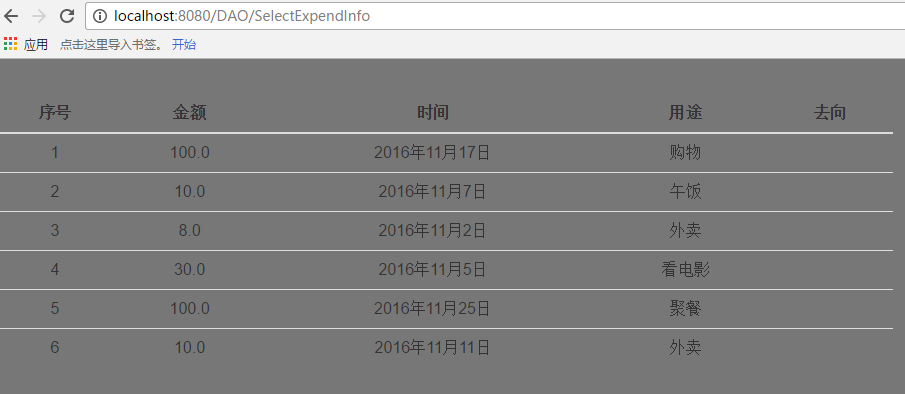 localhost:8080/DAO/SelectExpendInfo
应用 点击这里导入书签。 开始
序号 金额 时间 用途 去向
1 100.0 2016年11月17日 购物
2 10.0 2016年11月7日 午饭
3 8.0 2016年11月2日 外卖
4 30.0 2016年11月5日 看电影
5 100.0 2016年11月25日 聚餐
6 10.0 2016年11月11日 外卖